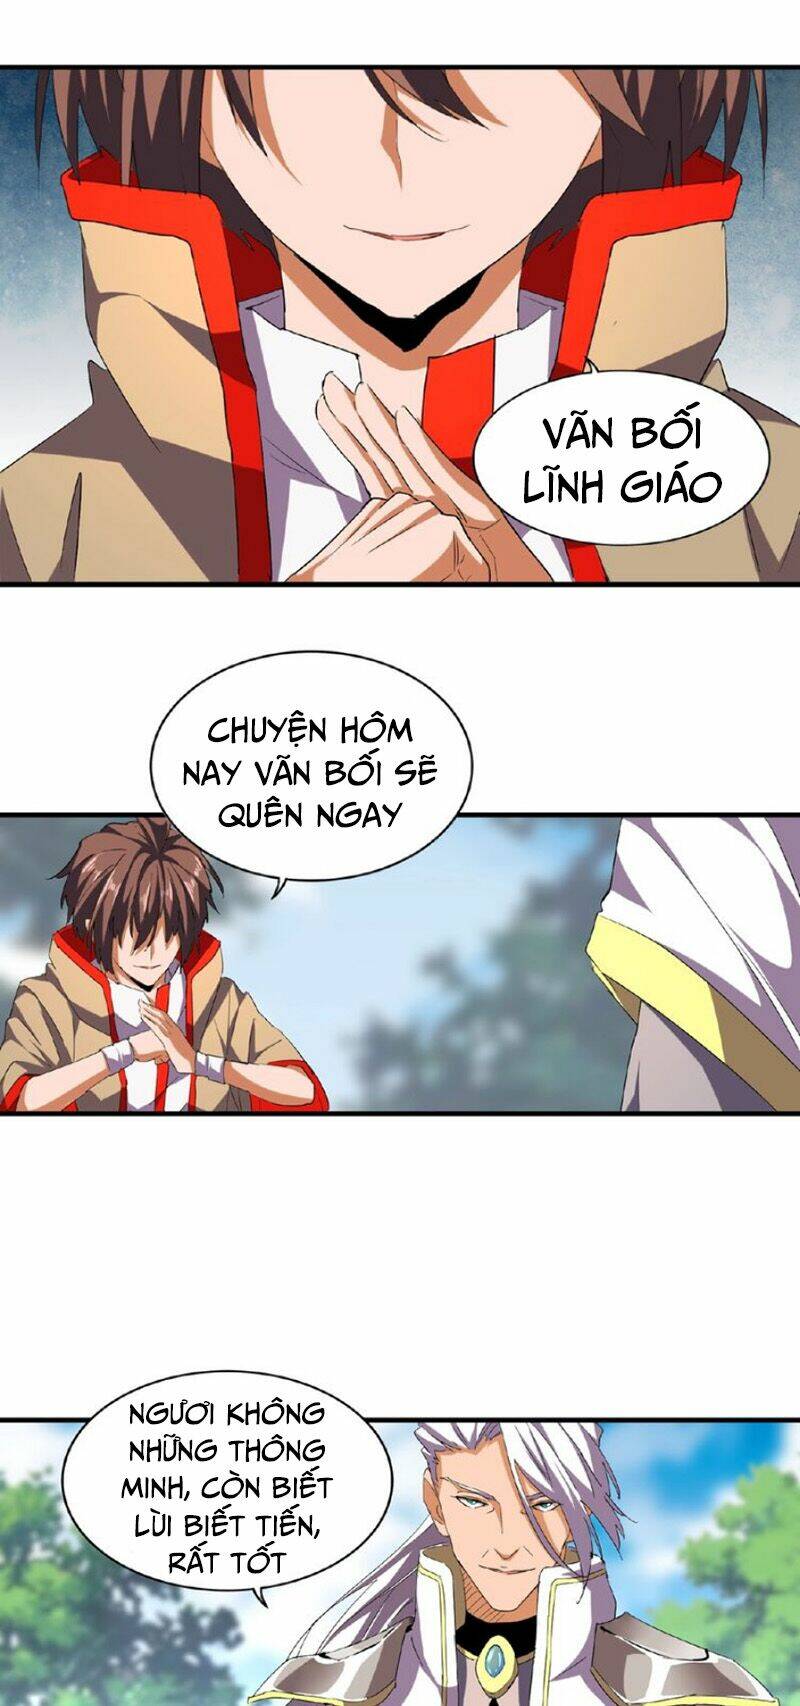 VÃN BỐI
LĨNH GIÁO
CHUYỆN HÔM
NAY VÃN BỐI SẼ
QUÊN NGAY
NGƯƠI KHÔNG
NHỮNG THÔNG
MINH, CÒN BIẾT
LÙI BIẾT TIẾN,
RẤT TỐT